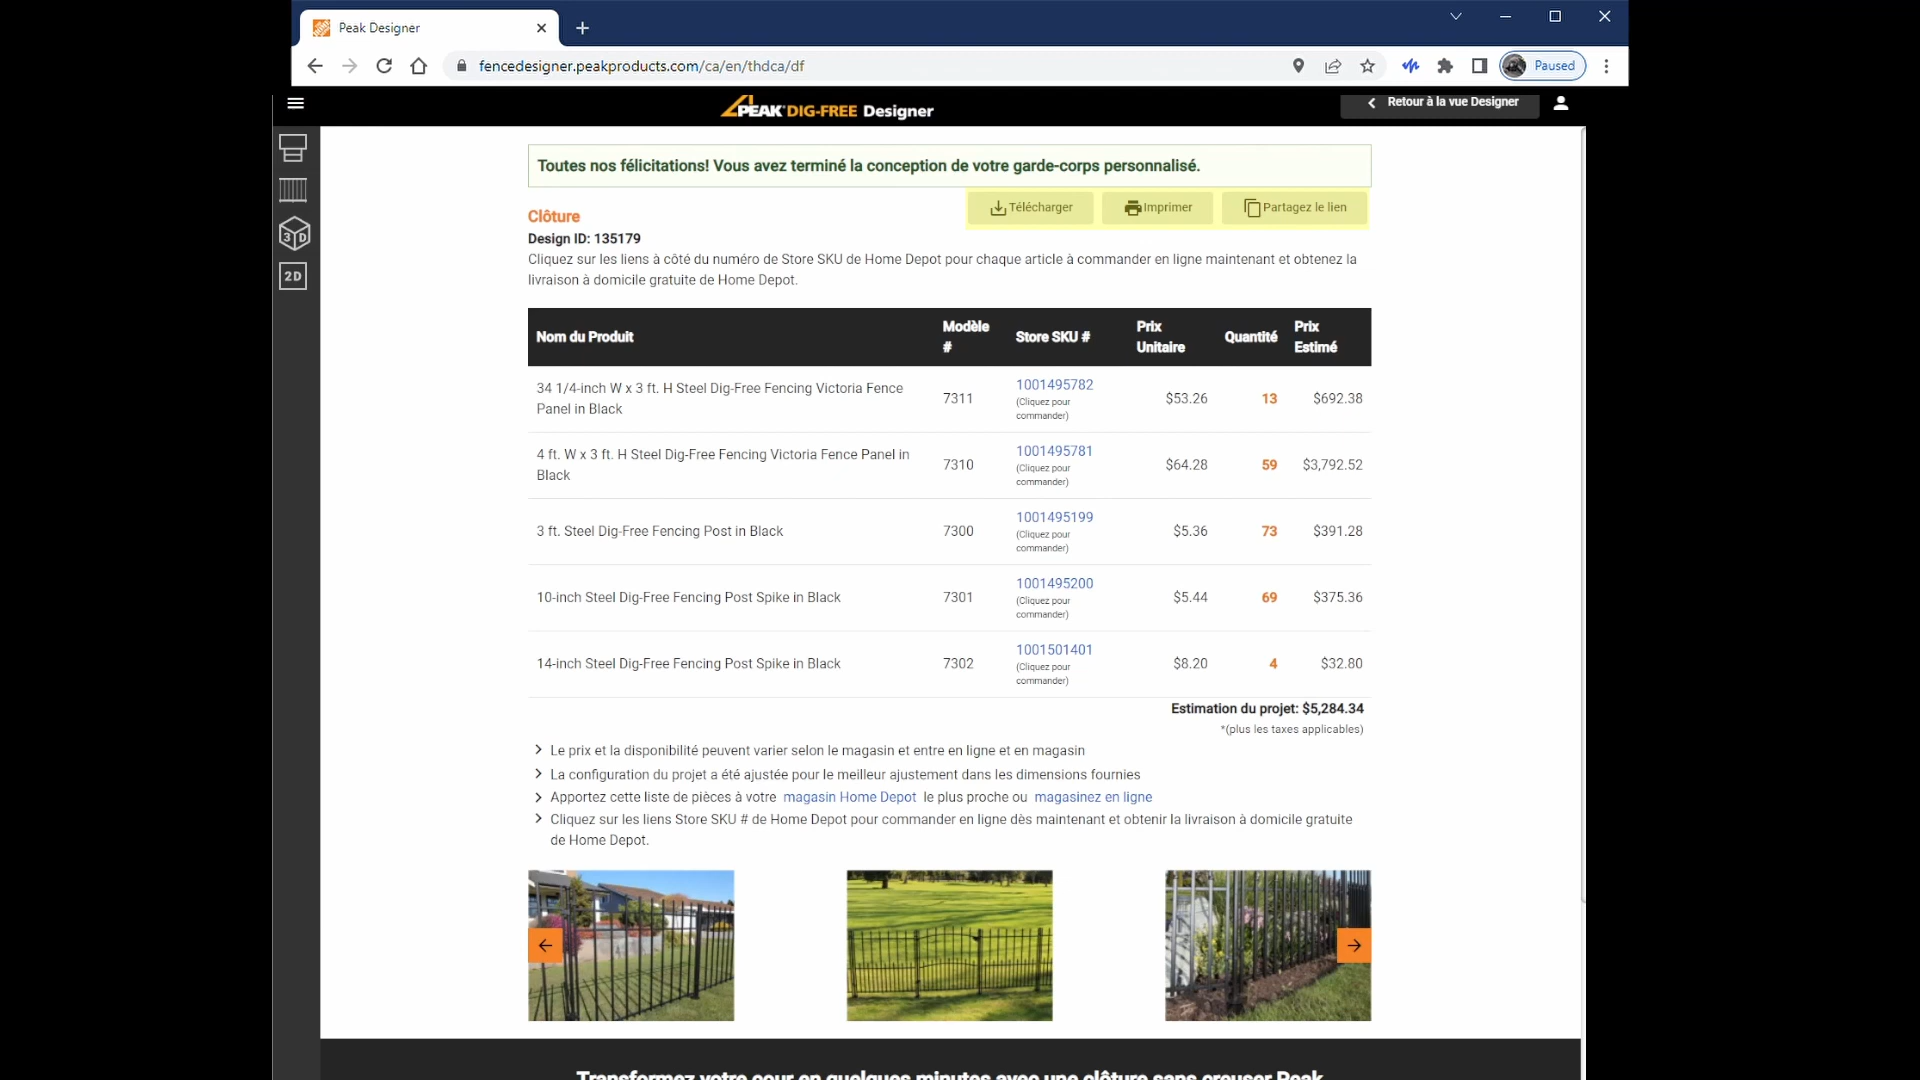 Peak Designer
fencedesigner.peakproducts.com/ca/en/thdca/df
Paused
PEAK DIG-FREE Designer
Retour à la vue Designer
3D
2D
Toutes nos félicitations! Vous avez terminé la conception de votre garde-corps personnalisé.
Télécharger
Imprimer
Partagez le lien
Clôture
Design ID: 135179
Cliquez sur les liens à côté du numéro de Store SKU de Home Depot pour chaque article à commander en ligne maintenant et obtenez la
livraison à domicile gratuite de Home Depot.
Nom du Produit
Modèle
#
Store SKU #
Prix
Unitaire
Quantité
Prix
Estimé
34 1/4-inch W x 3 ft. H Steel Dig-Free Fencing Victoria Fence
Panel in Black
7311
1001495782
(Cliquez pour
commander)
$53.26
13
$692.38
4 ft. W x 3 ft. H Steel Dig-Free Fencing Victoria Fence Panel in
Black
7310
1001495781
(Cliquez pour
commander)
$64.28
59
$3,792.52
3 ft. Steel Dig-Free Fencing Post in Black
7300
1001495199
(Cliquez pour
commander)
$5.36
73
$391.28
10-inch Steel Dig-Free Fencing Post Spike in Black
7301
1001495200
(Cliquez pour
commander)
$5.44
69
$375.36
14-inch Steel Dig-Free Fencing Post Spike in Black
7302
1001501401
(Cliquez pour
commander)
$8.20
4
$32.80
Estimation du projet: $5,284.34
*(plus les taxes applicables)
Le prix et la disponibilité peuvent varier selon le magasin et entre en ligne et en magasin
La configuration du projet a été ajustée pour le meilleur ajustement dans les dimensions fournies
Apportez cette liste de pièces à votre magasin Home Depot le plus proche ou magasinez en ligne
Cliquez sur les liens Store SKU # de Home Depot pour commander en ligne dès maintenant et obtenir la livraison à domicile gratuite
de Home Depot.
Transformez votre cour en quelques minutes avec une clôture sans creuser Peak